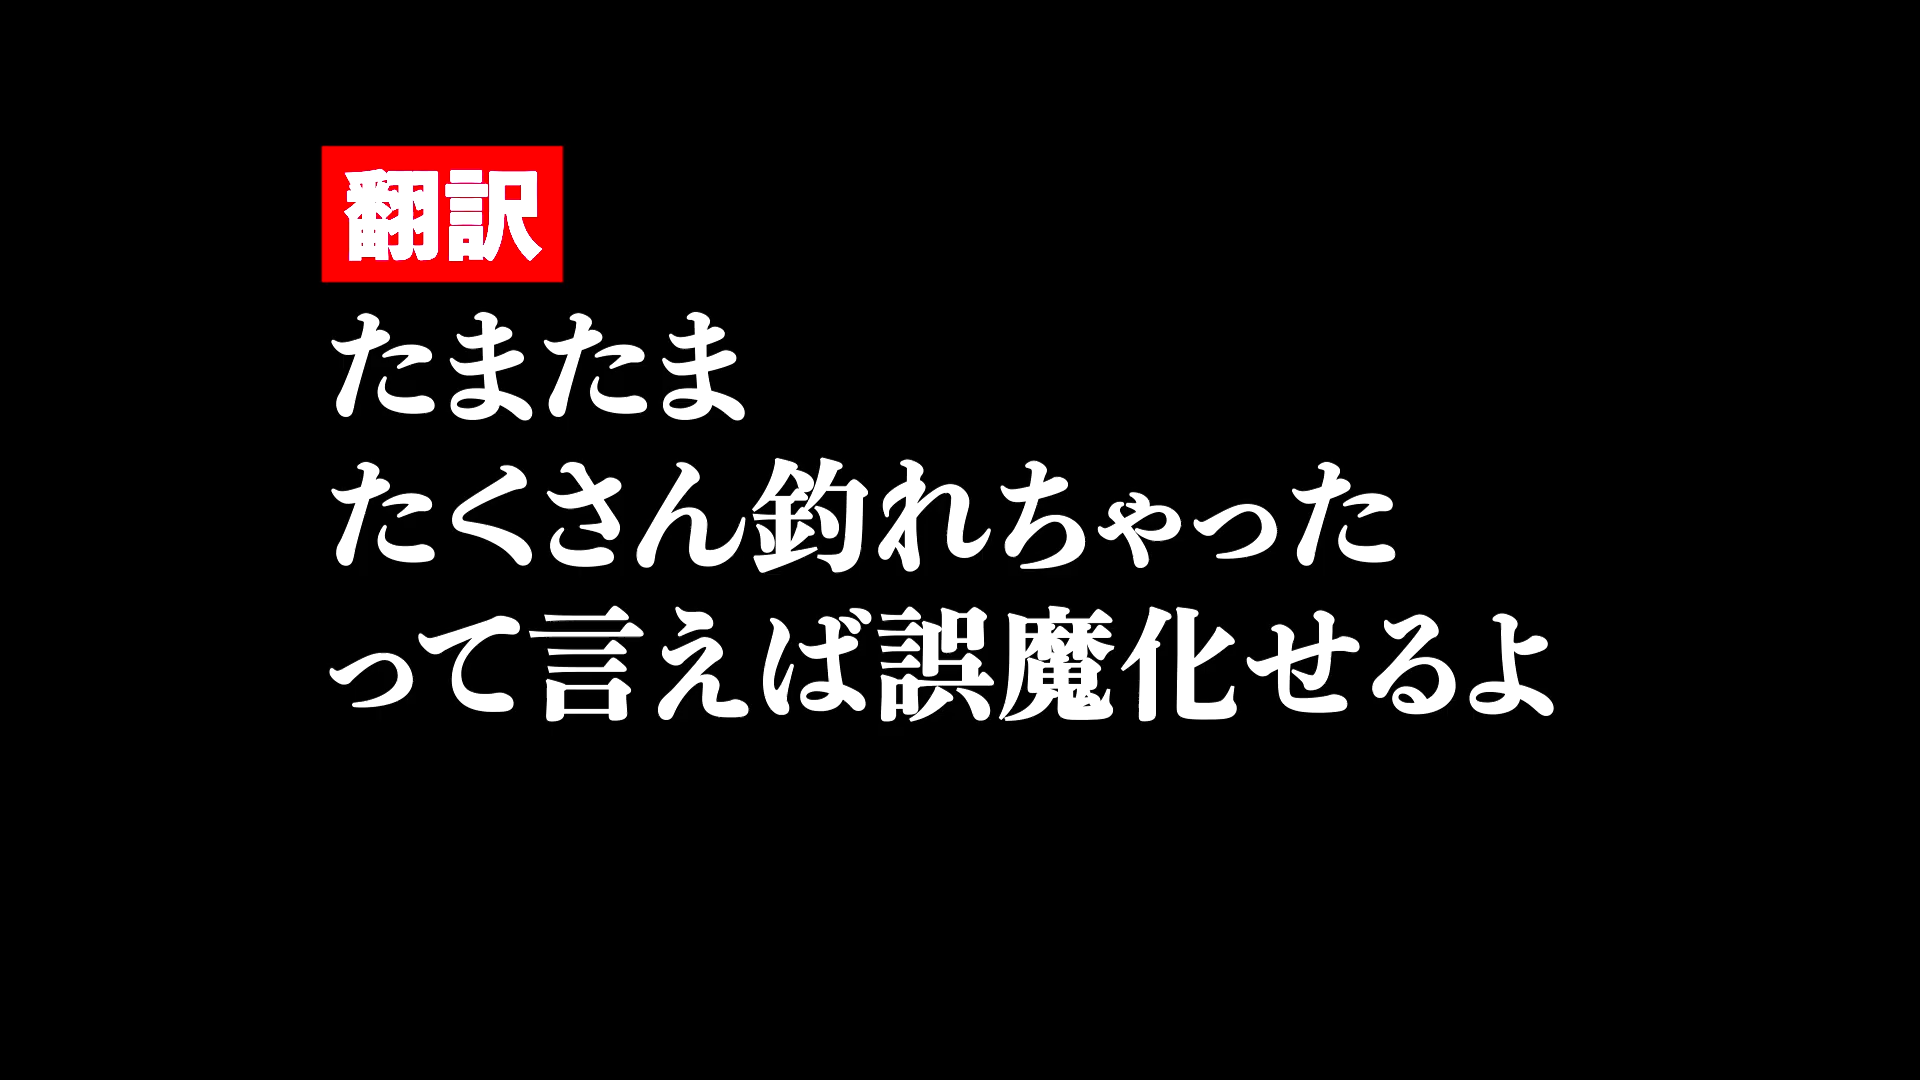 翻訳
たまたま
たくさん釣れちゃった
って言えば誤魔化せるよ